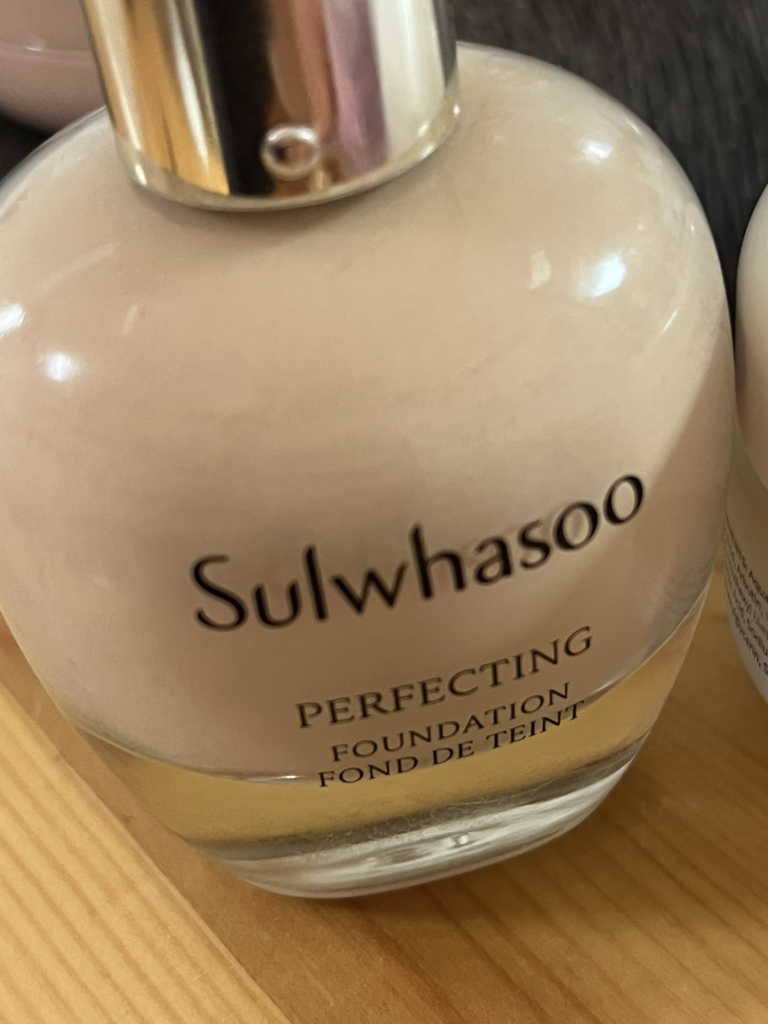 Sulwhasoo
PERFECTING
FOUNDATION
FOND DE TEINT